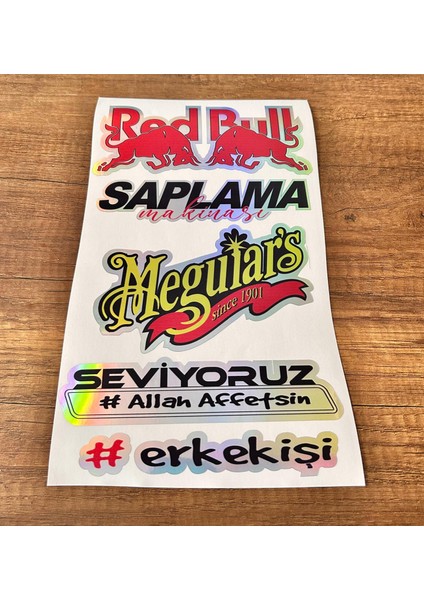 Red Bull
SAPLAMA
makinası
Meguiar's
since 1901
SEVİYORUZ
# Allah Affetsin
# erkekişi